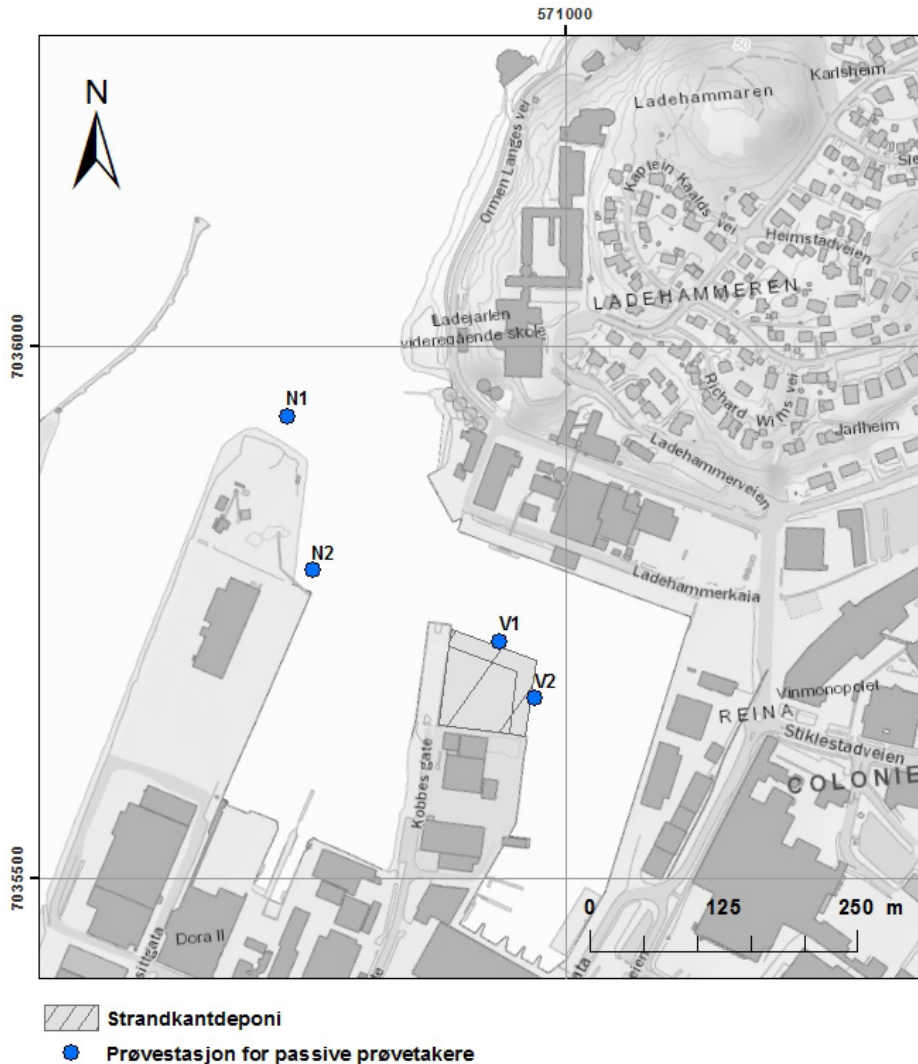 571000
50
Karlsheim
Ladehammaren
N
Ormen Langes vei
Kaptein Kaalds vei
Heimstadveien
LADEHAMMEREN
Ladejarlen
videregående skole
7036000
N1
Richard Withs vei
Jarlheim
Ladehammerveien
N2
Ladehammerkaia
V1
V2
Vinmonopolet
REINA
Stiklestadveien
COLONIE
Kobbes gate
7035500
0 125 250 m
Dora II
Strandkantdeponi
Prøvestasjon for passive prøvetakere